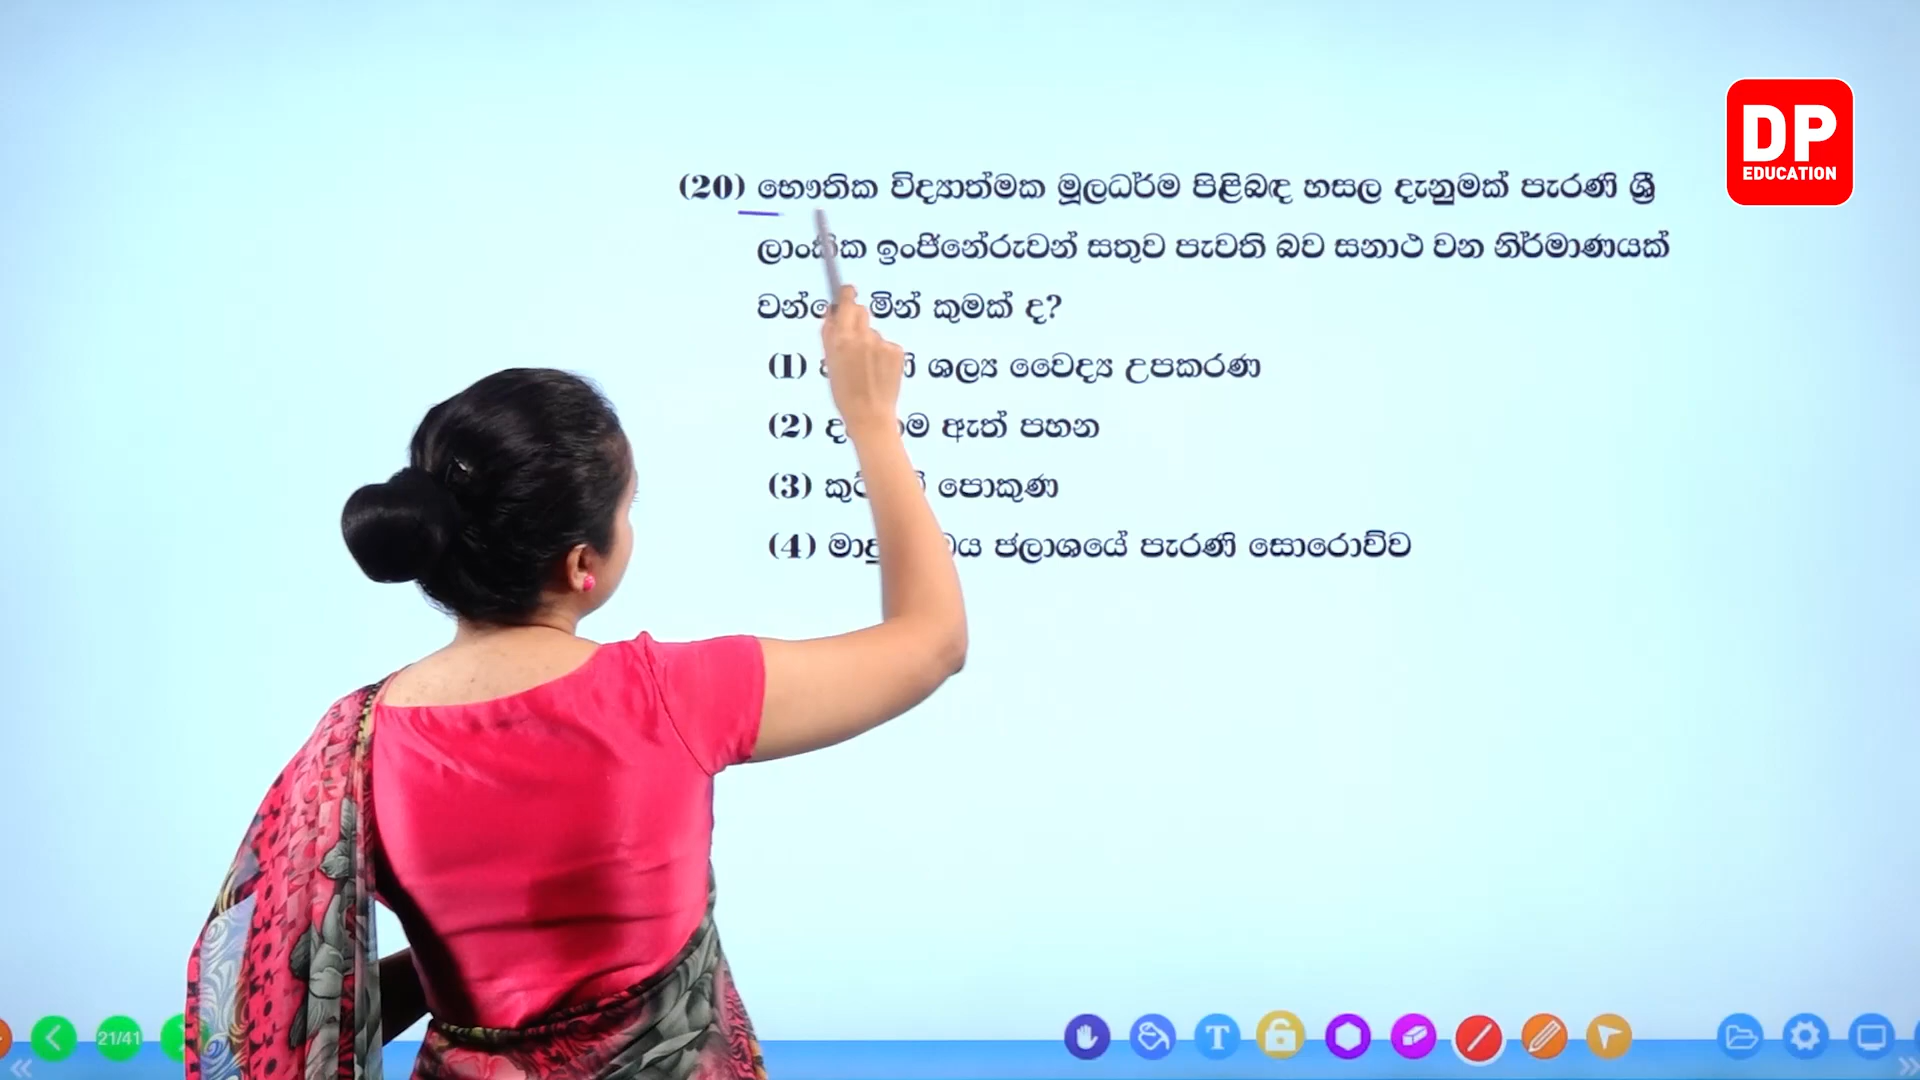 DP
EDUCATION
(20) භෞතික විද්‍යාත්මක මූලධර්ම පිළිබඳ හසල දැනුමක් පැරණි ශ්‍රී
ඉංජිනේරුවන් සතුව පැවති බව සනාථ වන නිර්මාණයක්
කුමක් ද?
(1) ශල්‍ය වෛද්‍ය උපකරණ
(2) ඇත් පහන
(3) පොකුණ
(4) ජලාශයේ පැරණි සොරොව්ව
21/41